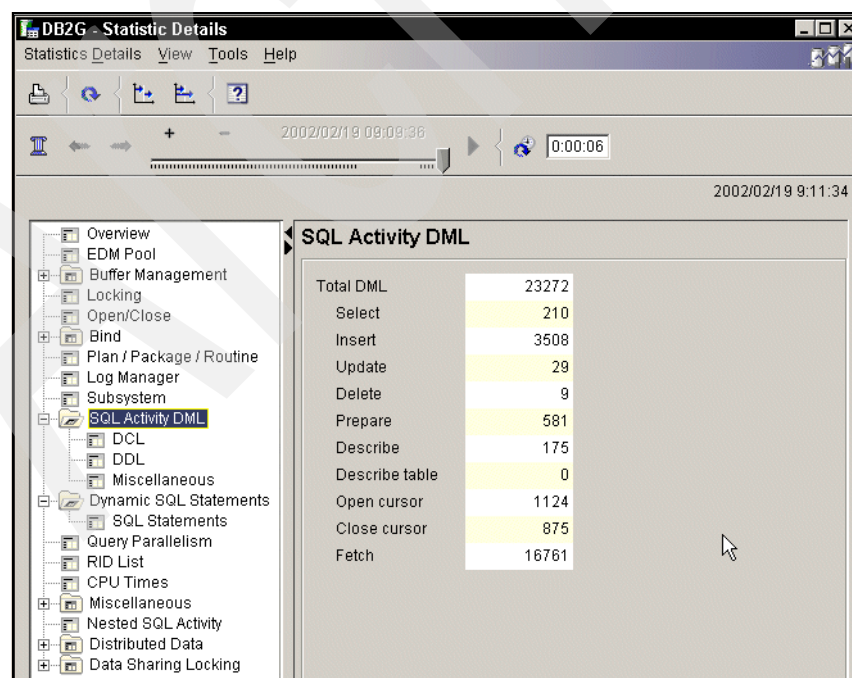 DB2G - Statistic Details
Statistics Details View Tools Help
+ - 2002/02/19 09:09:36
0:00:06
2002/02/19 9:11:34
Overview
EDM Pool
Buffer Management
Locking
Open/Close
Bind
Plan / Package / Routine
Log Manager
Subsystem
SQL Activity DML
DCL
DDL
Miscellaneous
Dynamic SQL Statements
SQL Statements
Query Parallelism
RID List
CPU Times
Miscellaneous
Nested SQL Activity
Distributed Data
Data Sharing Locking
SQL Activity DML
Total DML 23272
Select 210
Insert 3508
Update 29
Delete 9
Prepare 581
Describe 175
Describe table 0
Open cursor 1124
Close cursor 875
Fetch 16761